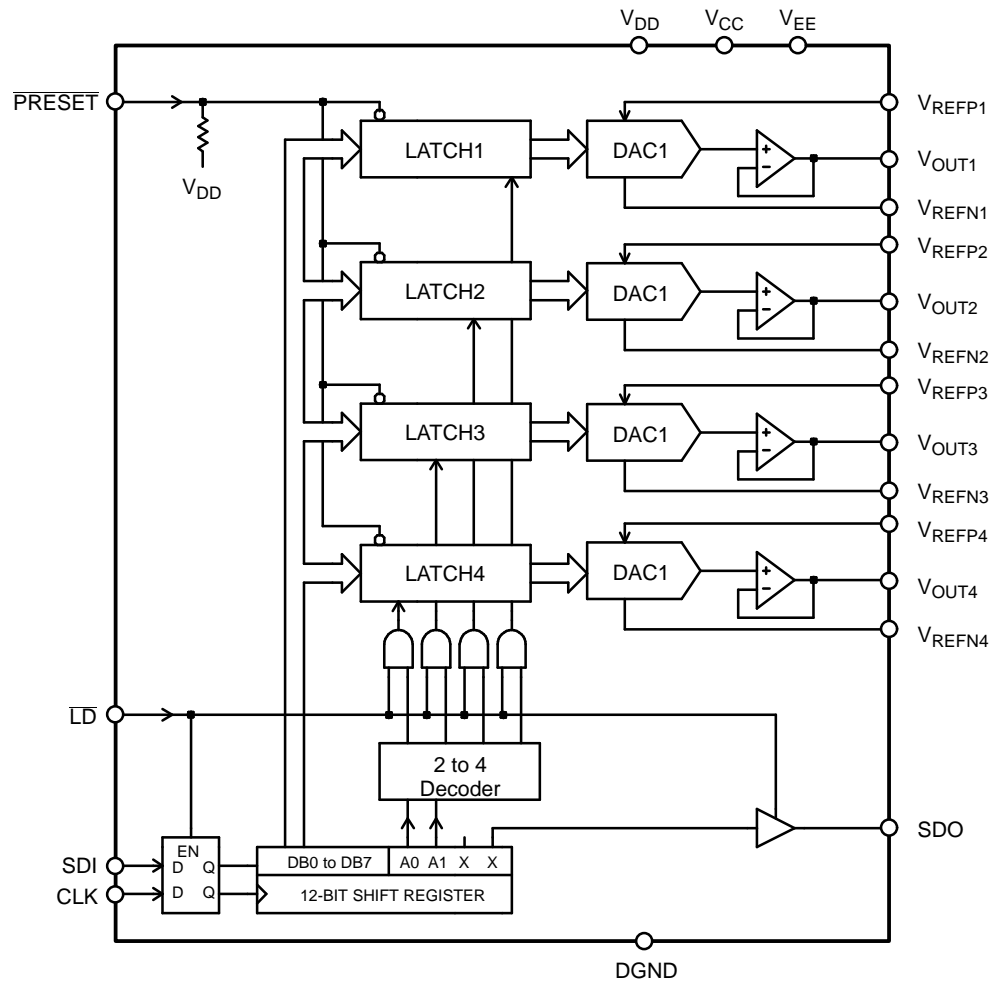 VDD VCC VEE
PRESET
VDD
LATCH1
DAC1
+
−
VREFP1
VOUT1
VREFN1
LATCH2
DAC1
+
−
VREFP2
VOUT2
VREFN2
LATCH3
DAC1
+
−
VREFP3
VOUT3
VREFN3
LATCH4
DAC1
+
−
VREFP4
VOUT4
VREFN4
LD
2 to 4
Decoder
SDI
CLK
EN
D Q
D Q
DB0 to DB7 A0 A1 X X
12-BIT SHIFT REGISTER
SDO
DGND